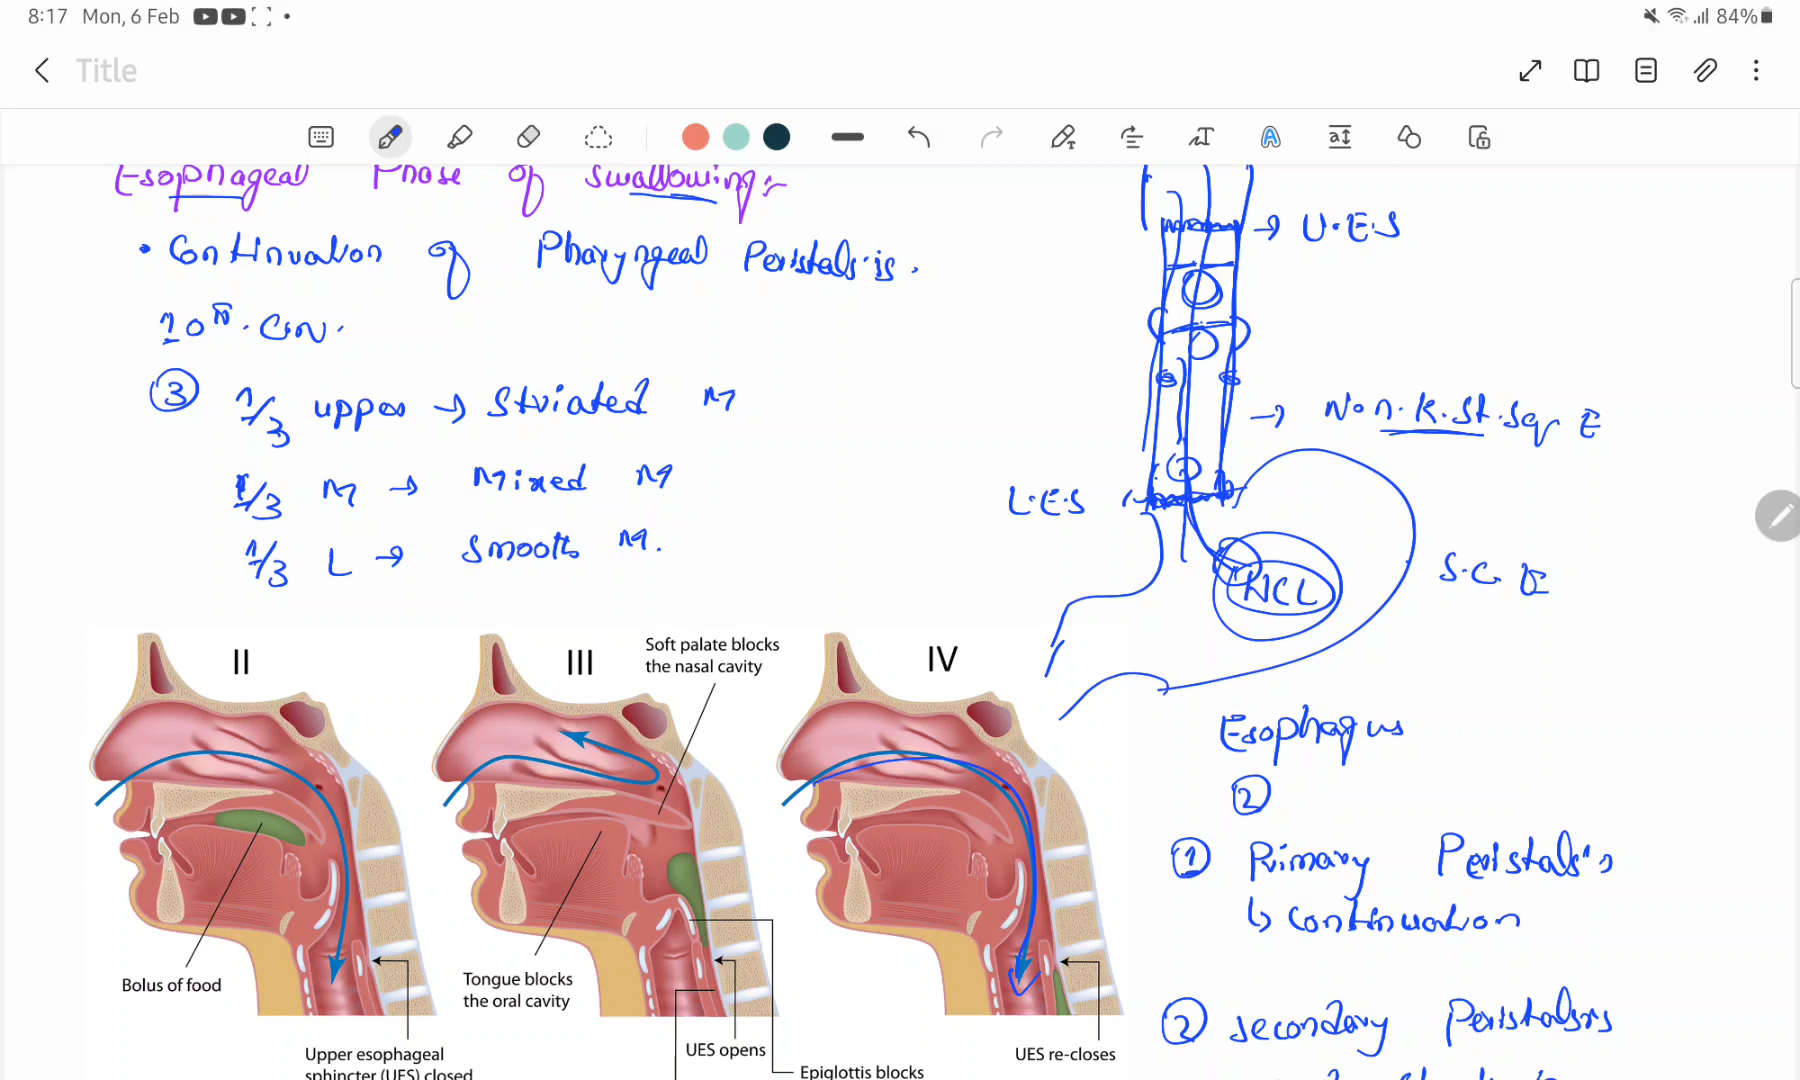 8:17 Mon, 6 Feb
84%
Title
Esophageal Phase of swallowing:-
• Continuation of Pharyngeal Peristalsis.
10th. C.N.
③ 1/3 upper → Striated M
1/3 M → Mixed M
1/3 L → Smooth M.
→ U.E.S
→ Non.K.St.Sq E
L.E.S
HCL
S.C.E
Esophagus
②
① Primary Peristalsis
↳ continuation
② secondary Peristalsis
II
III
IV
Soft palate blocks
the nasal cavity
Bolus of food
Tongue blocks
the oral cavity
Upper esophageal
sphincter (UES) closed
UES opens
Epiglottis blocks
UES re-closes